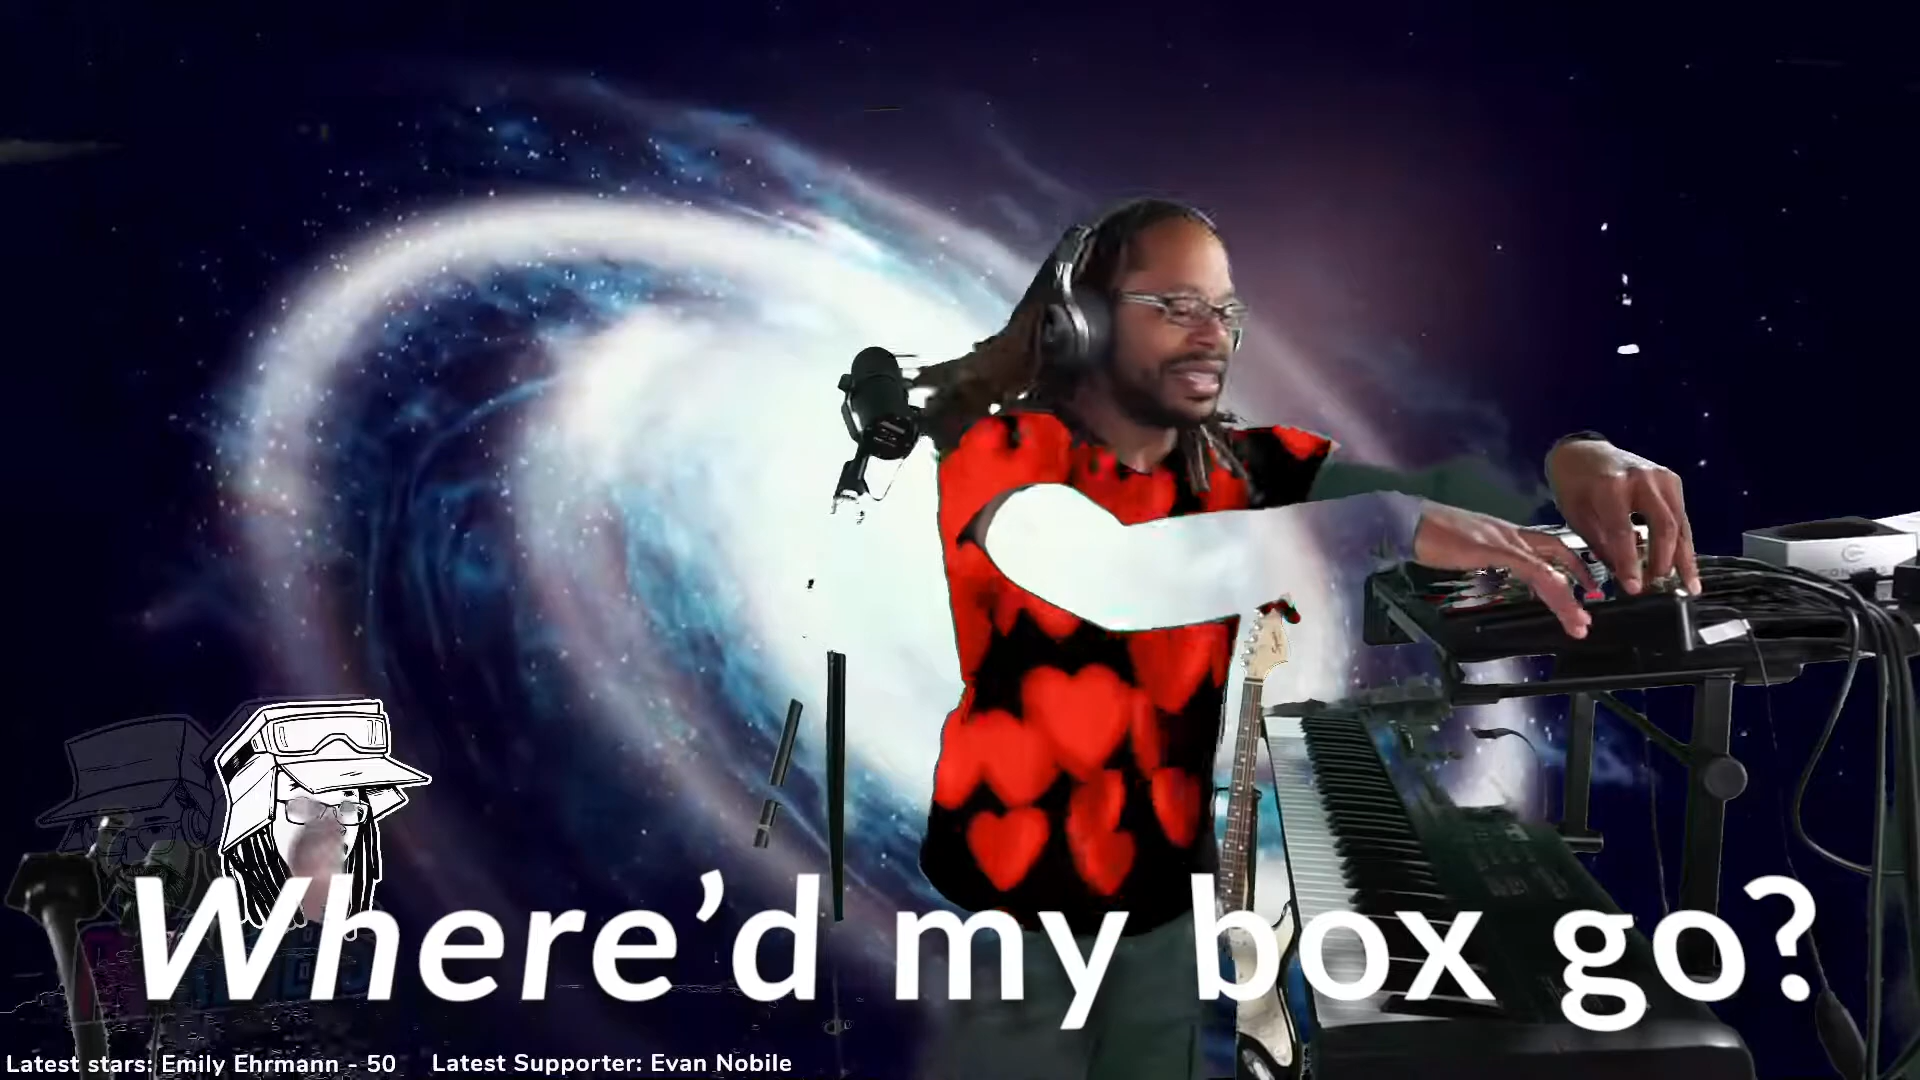 Where’d my box go?
Latest stars: Emily Ehrmann - 50 Latest Supporter: Evan Nobile